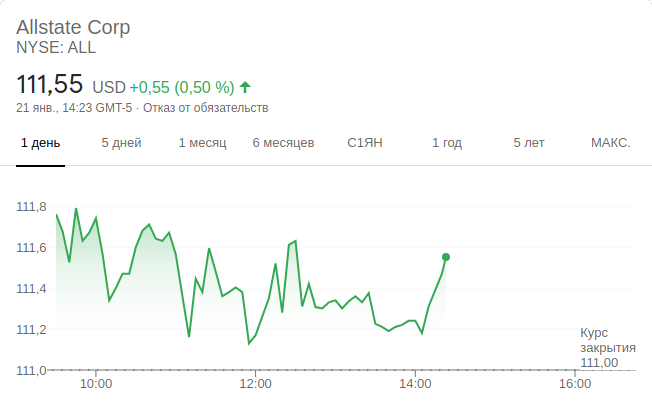 Allstate Corp
NYSE: ALL
111,55 USD +0,55 (0,50 %)
21 янв., 14:23 GMT-5 · Отказ от обязательств
1 день 5 дней 1 месяц 6 месяцев С1ЯН 1 год 5 лет МАКС.
111,8
111,6
111,4
111,2
Курс
закрытия
111,00
111,0
10:00 12:00 14:00 16:00